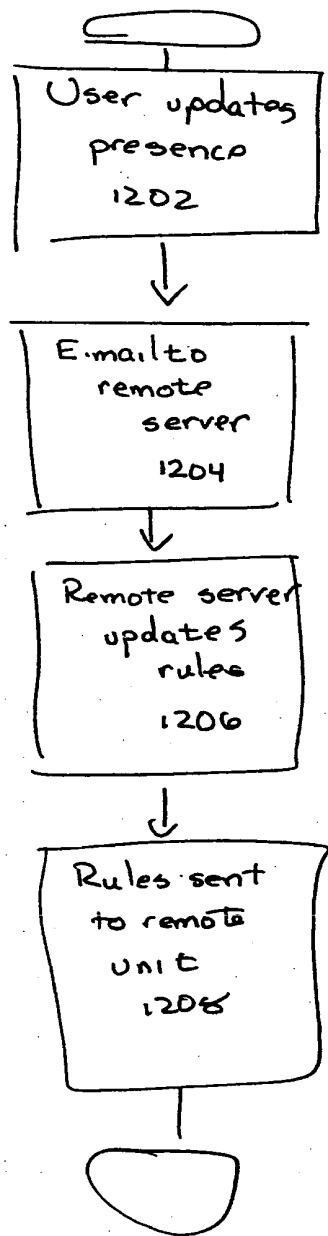 User updates
presence
1202
E.mail to
remote
server
1204
Remote server
updates
rules
1206
Rules sent
to remote
unit
1208